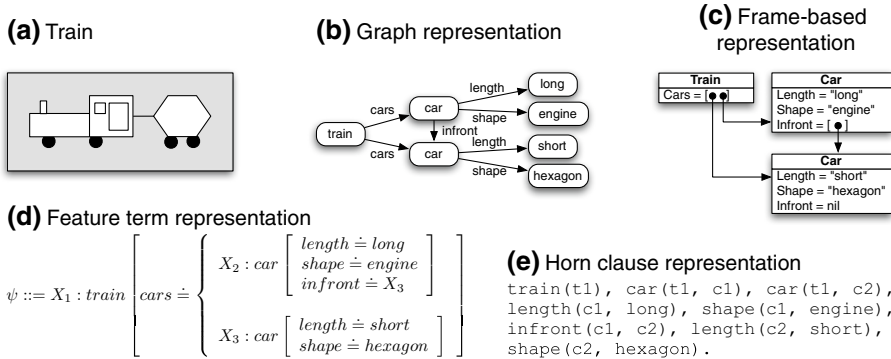 (a) Train
(b) Graph representation
train
cars
cars
car
infront
car
length
shape
length
shape
long
engine
short
hexagon
(c) Frame-based
representation
Train
Cars = [ ]
Car
Length = "long"
Shape = "engine"
Infront = [ ]
Car
Length = "short"
Shape = "hexagon"
Infront = nil
(d) Feature term representation
ψ ::= X₁ : train [ cars ≐ {
X₂ : car [ length ≐ long
shape ≐ engine
infront ≐ X₃ ]
X₃ : car [ length ≐ short
shape ≐ hexagon ] ]
(e) Horn clause representation
train(t1), car(t1, c1), car(t1, c2),
length(c1, long), shape(c1, engine),
infront(c1, c2), length(c2, short),
shape(c2, hexagon).